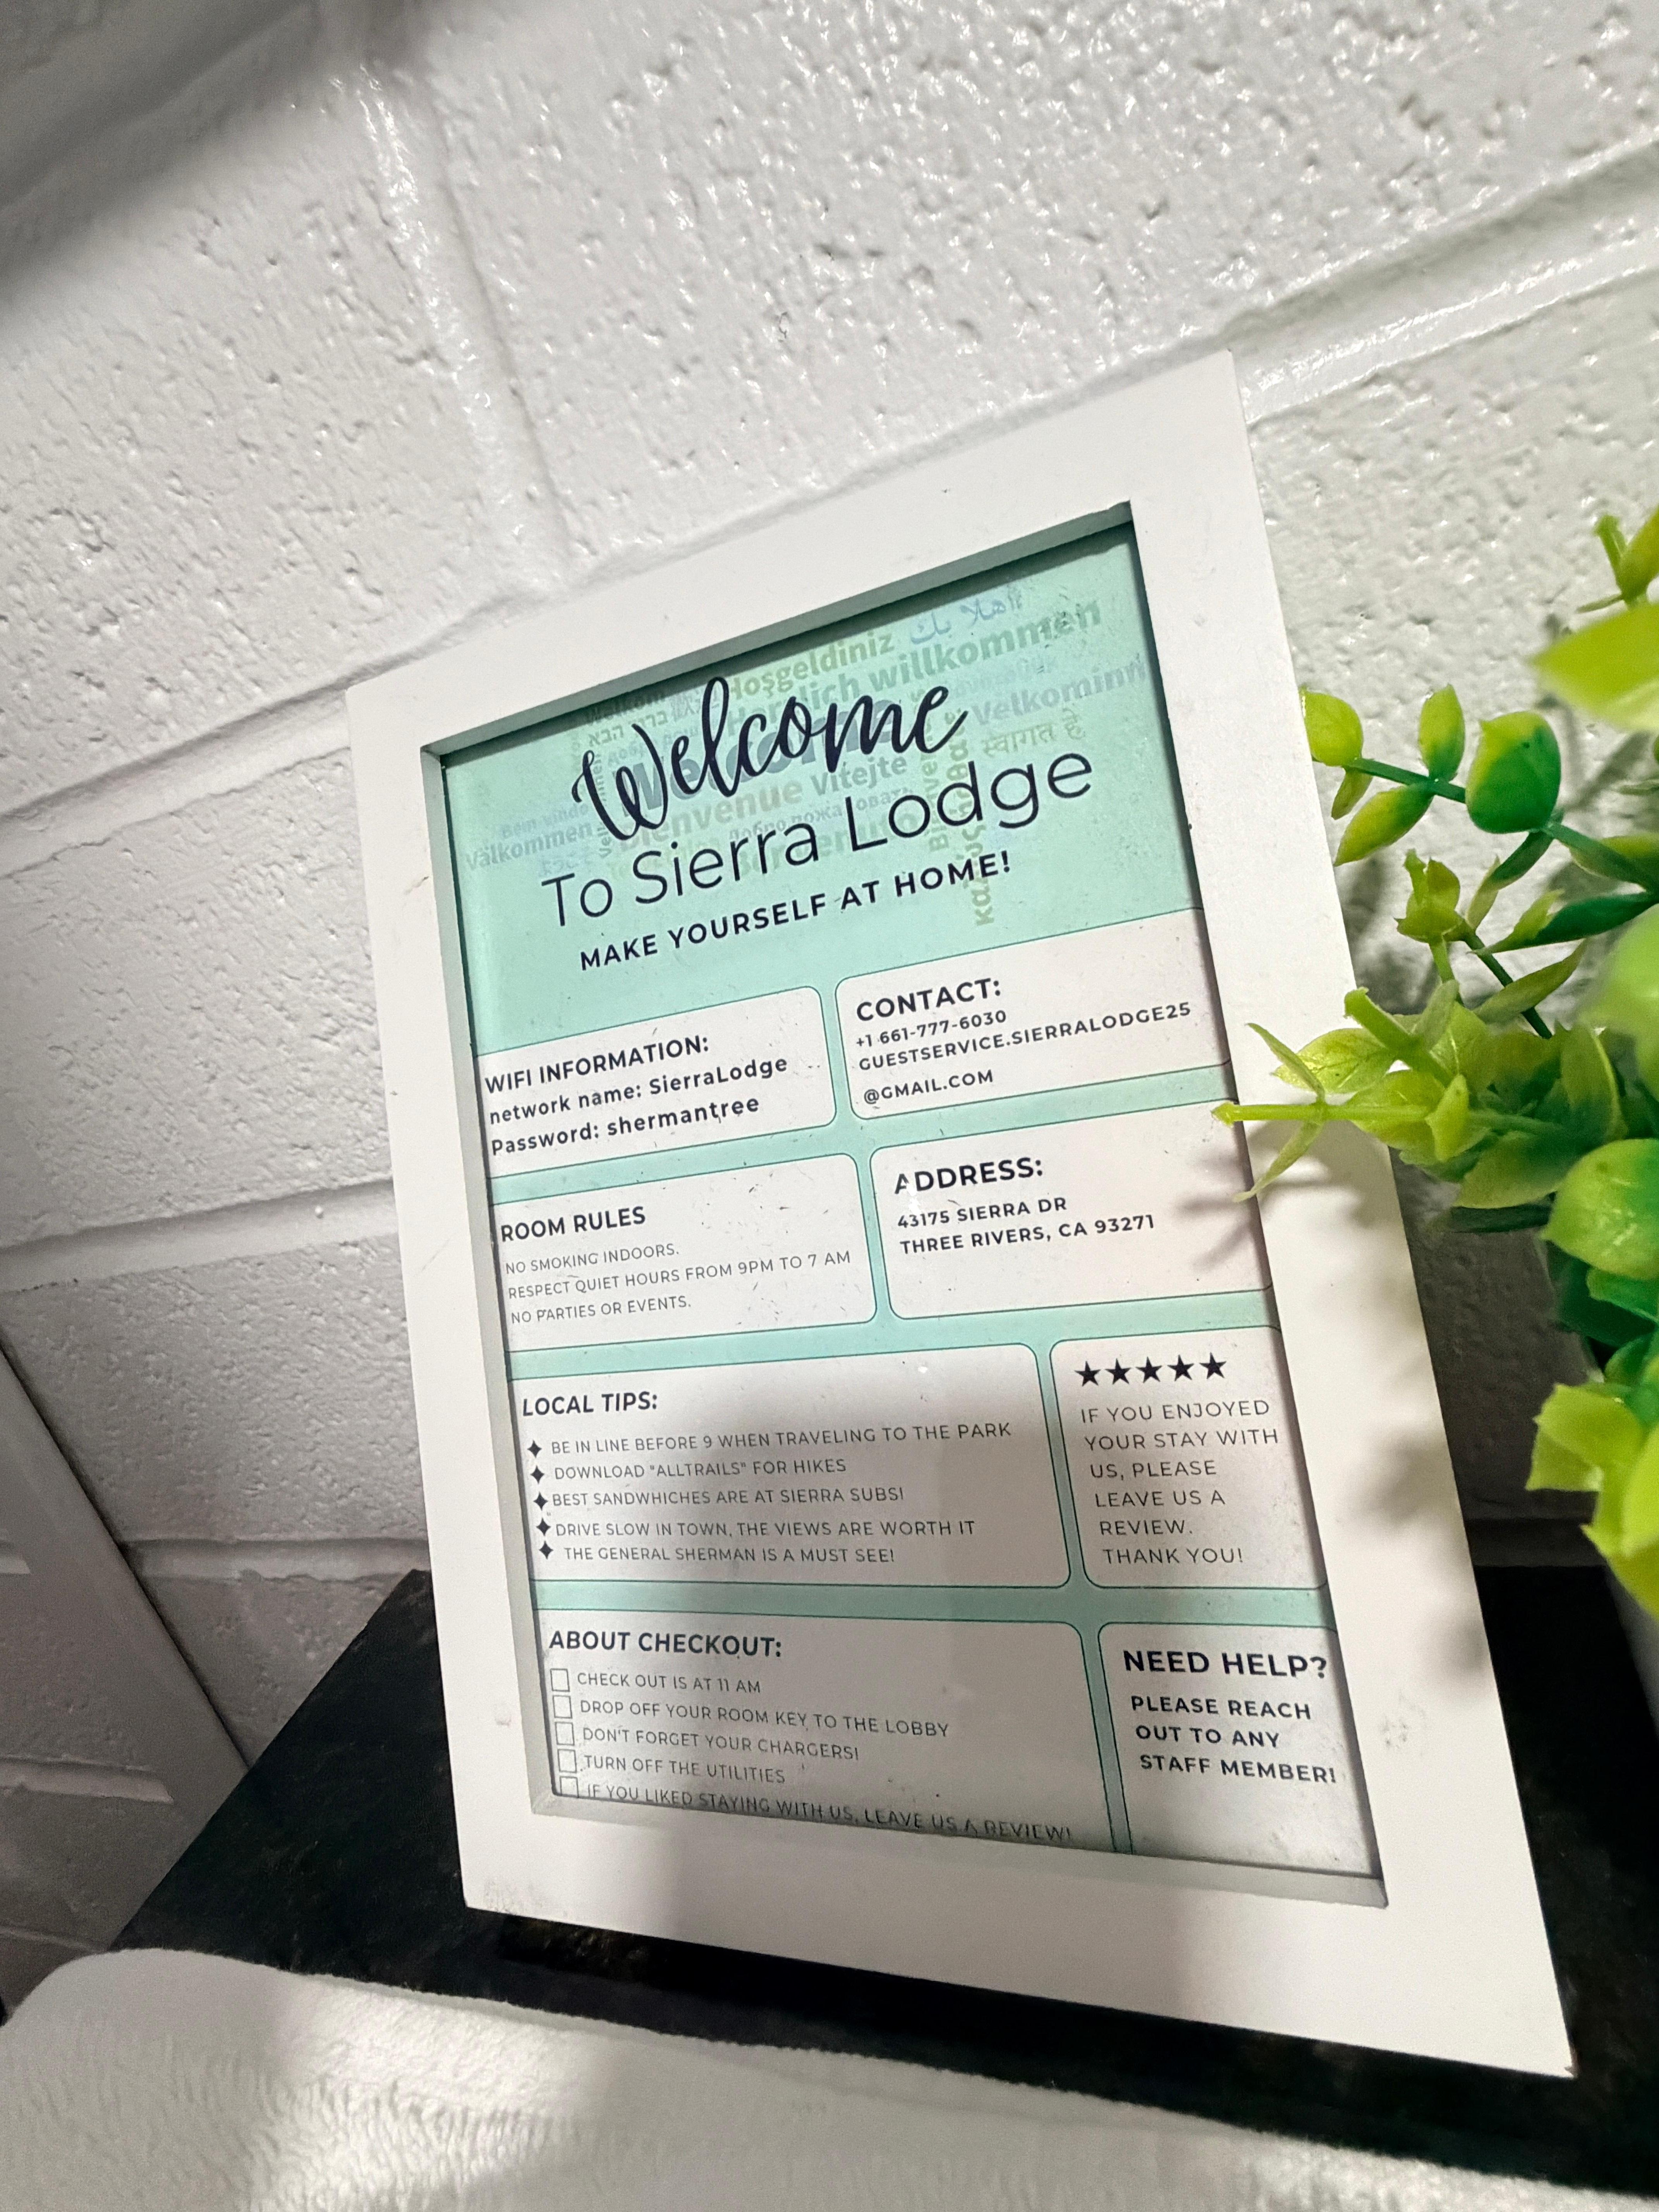 Hoşgeldiniz
Herzlich willkommen
Velkominn
Vítejte
Välkommen
Welcome
To Sierra Lodge
MAKE YOURSELF AT HOME!
WIFI INFORMATION:
network name: SierraLodge
Password: shermantree
CONTACT:
+1 661-777-6030
GUESTSERVICE.SIERRALODGE25
@GMAIL.COM
ROOM RULES
NO SMOKING INDOORS.
RESPECT QUIET HOURS FROM 9PM TO 7 AM
NO PARTIES OR EVENTS.
ADDRESS:
43175 SIERRA DR
THREE RIVERS, CA 93271
LOCAL TIPS:
BE IN LINE BEFORE 9 WHEN TRAVELING TO THE PARK
DOWNLOAD "ALLTRAILS" FOR HIKES
BEST SANDWHICHES ARE AT SIERRA SUBS!
DRIVE SLOW IN TOWN, THE VIEWS ARE WORTH IT
THE GENERAL SHERMAN IS A MUST SEE!
★★★★★
IF YOU ENJOYED
YOUR STAY WITH
US, PLEASE
LEAVE US A
REVIEW.
THANK YOU!
ABOUT CHECKOUT:
CHECK OUT IS AT 11 AM
DROP OFF YOUR ROOM KEY TO THE LOBBY
DON'T FORGET YOUR CHARGERS!
TURN OFF THE UTILITIES
IF YOU LIKED STAYING WITH US, LEAVE US A REVIEW!
NEED HELP?
PLEASE REACH
OUT TO ANY
STAFF MEMBER!